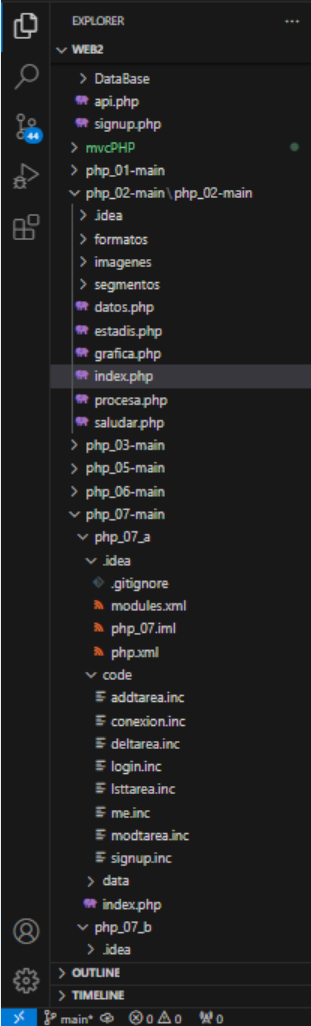 EXPLORER ...
WEB2
DataBase
api.php
signup.php
mvcPHP
php_01-main
php_02-main\php_02-main
.idea
formatos
imagenes
segmentos
datos.php
estadis.php
grafica.php
index.php
procesa.php
saludar.php
php_03-main
php_05-main
php_06-main
php_07-main
php_07_a
.idea
.gitignore
modules.xml
php_07.iml
php.xml
code
addtarea.inc
conexion.inc
deltarea.inc
login.inc
lsttarea.inc
me.inc
modtarea.inc
signup.inc
data
index.php
php_07_b
.idea
OUTLINE
TIMELINE
44
main* 0 0 0